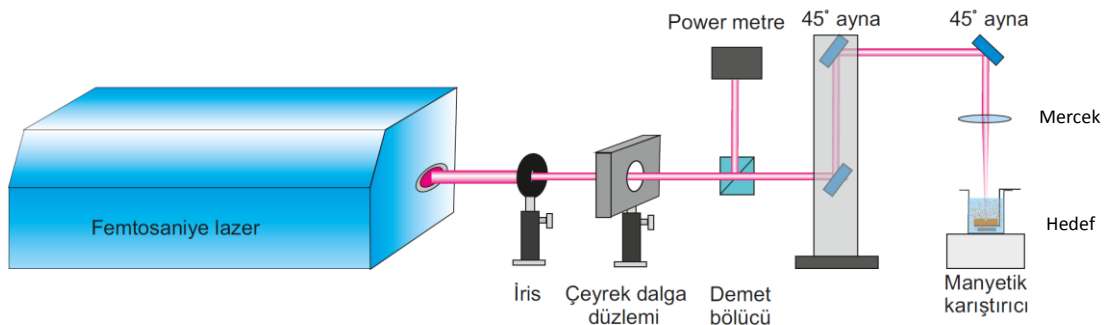 Power metre
45° ayna
45° ayna
Mercek
Femtosaniye lazer
Hedef
İris
Çeyrek dalga
düzlemi
Demet
bölücü
Manyetik
karıştırıcı